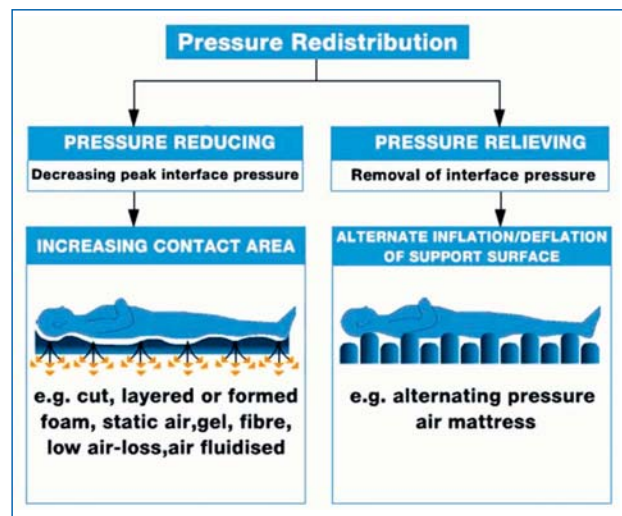 Pressure Redistribution
PRESSURE REDUCING
Decreasing peak interface pressure
PRESSURE RELIEVING
Removal of interface pressure
INCREASING CONTACT AREA
e.g. cut, layered or formed
foam, static air,gel, fibre,
low air-loss,air fluidised
ALTERNATE INFLATION/DEFLATION
OF SUPPORT SURFACE
e.g. alternating pressure
air mattress